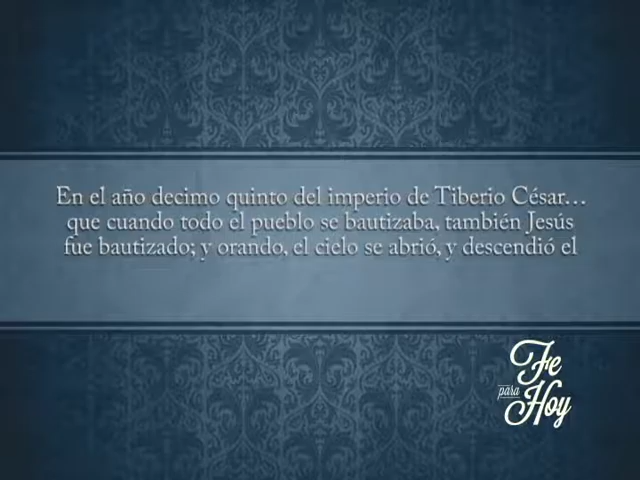 En el año decimo quinto del imperio de Tiberio César...
que cuando todo el pueblo se bautizaba, también Jesús
fue bautizado; y orando, el cielo se abrió, y descendió el
Fe
para
Hoy